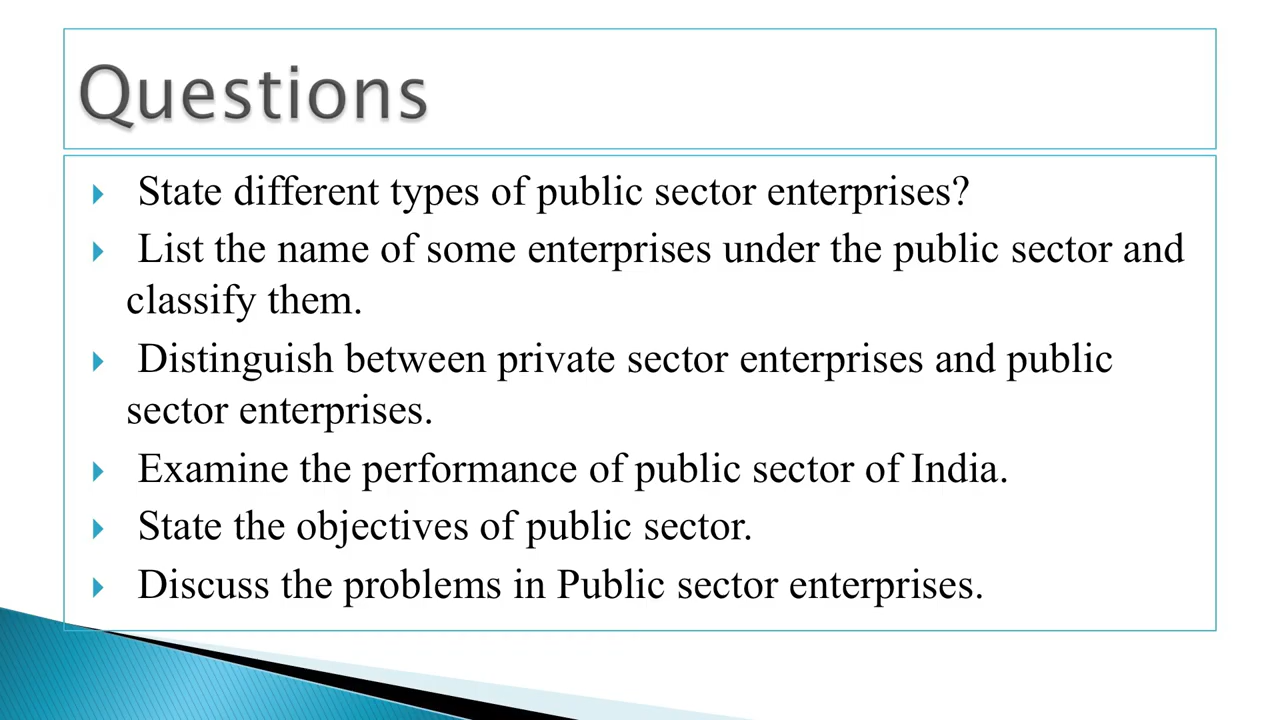 Questions
State different types of public sector enterprises?
List the name of some enterprises under the public sector and
classify them.
Distinguish between private sector enterprises and public
sector enterprises.
Examine the performance of public sector of India.
State the objectives of public sector.
Discuss the problems in Public sector enterprises.